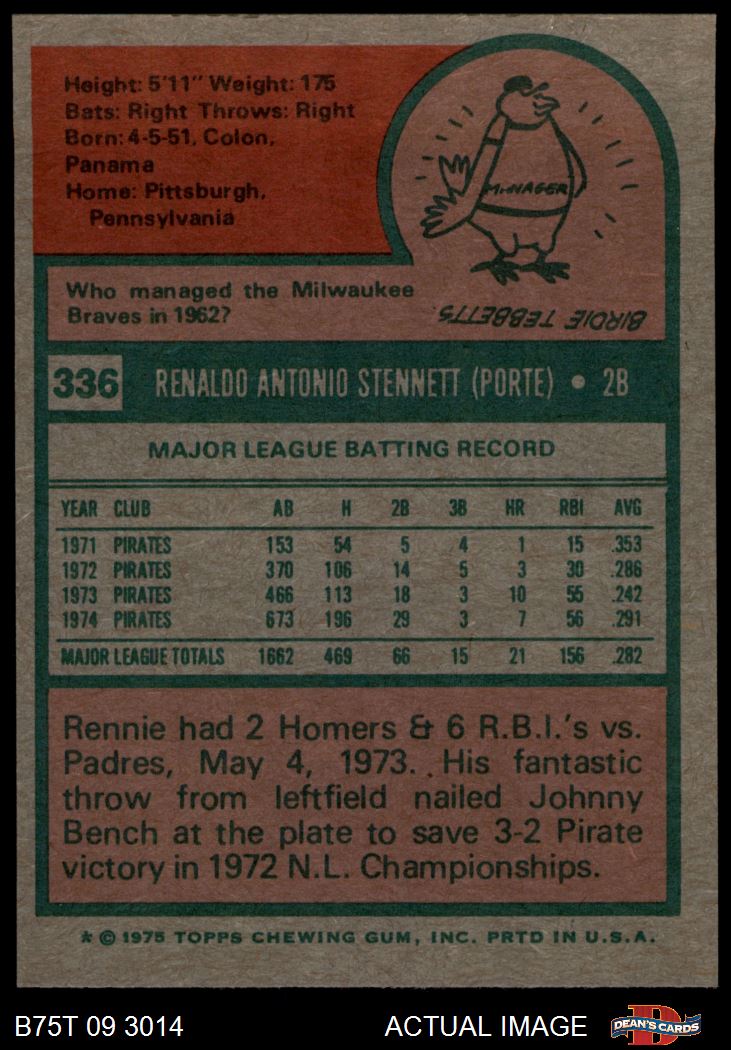 Height: 5'11" Weight: 175
Bats: Right Throws: Right
Born: 4-5-51, Colon,
Panama
Home: Pittsburgh,
Pennsylvania
MANAGER
Who managed the Milwaukee
Braves in 1962?
BIRDIE TEBBETTS
336 RENALDO ANTONIO STENNETT (PORTE) • 2B
MAJOR LEAGUE BATTING RECORD
YEAR CLUB AB H 2B 3B HR RBI AVG
1971 PIRATES 153 54 5 4 1 15 .353
1972 PIRATES 370 106 14 5 3 30 .286
1973 PIRATES 466 113 18 3 10 55 .242
1974 PIRATES 673 196 29 3 7 56 .291
MAJOR LEAGUE TOTALS 1662 469 66 15 21 156 .282
Rennie had 2 Homers & 6 R.B.I.'s vs.
Padres, May 4, 1973. His fantastic
throw from leftfield nailed Johnny
Bench at the plate to save 3-2 Pirate
victory in 1972 N.L. Championships.
* © 1975 TOPPS CHEWING GUM, INC. PRTD IN U.S.A.
B75T 09 3014 ACTUAL IMAGE D DEAN'S CARDS